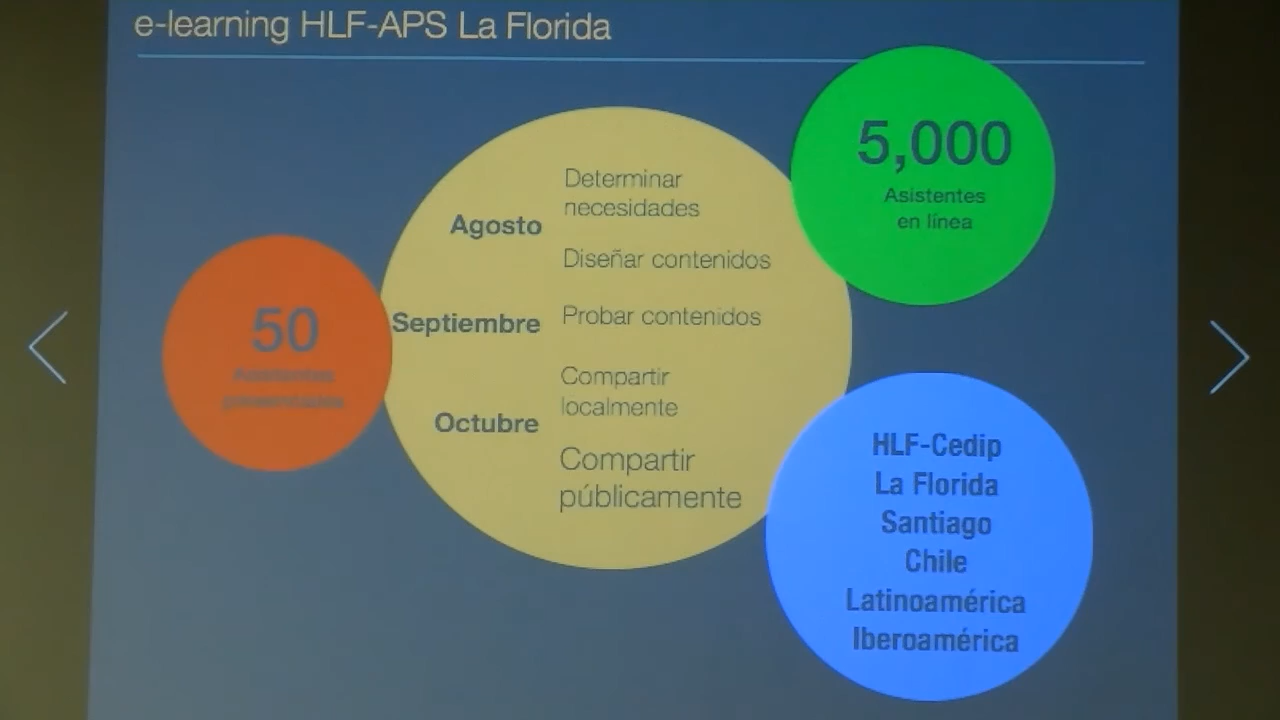 e-learning HLF-APS La Florida
50
Asistentes
5,000
Asistentes
en línea
Agosto
Determinar
necesidades
Diseñar contenidos
Septiembre
Probar contenidos
Octubre
Compartir
localmente
Compartir
públicamente
HLF-Cedip
La Florida
Santiago
Chile
Latinoamérica
Iberoamérica